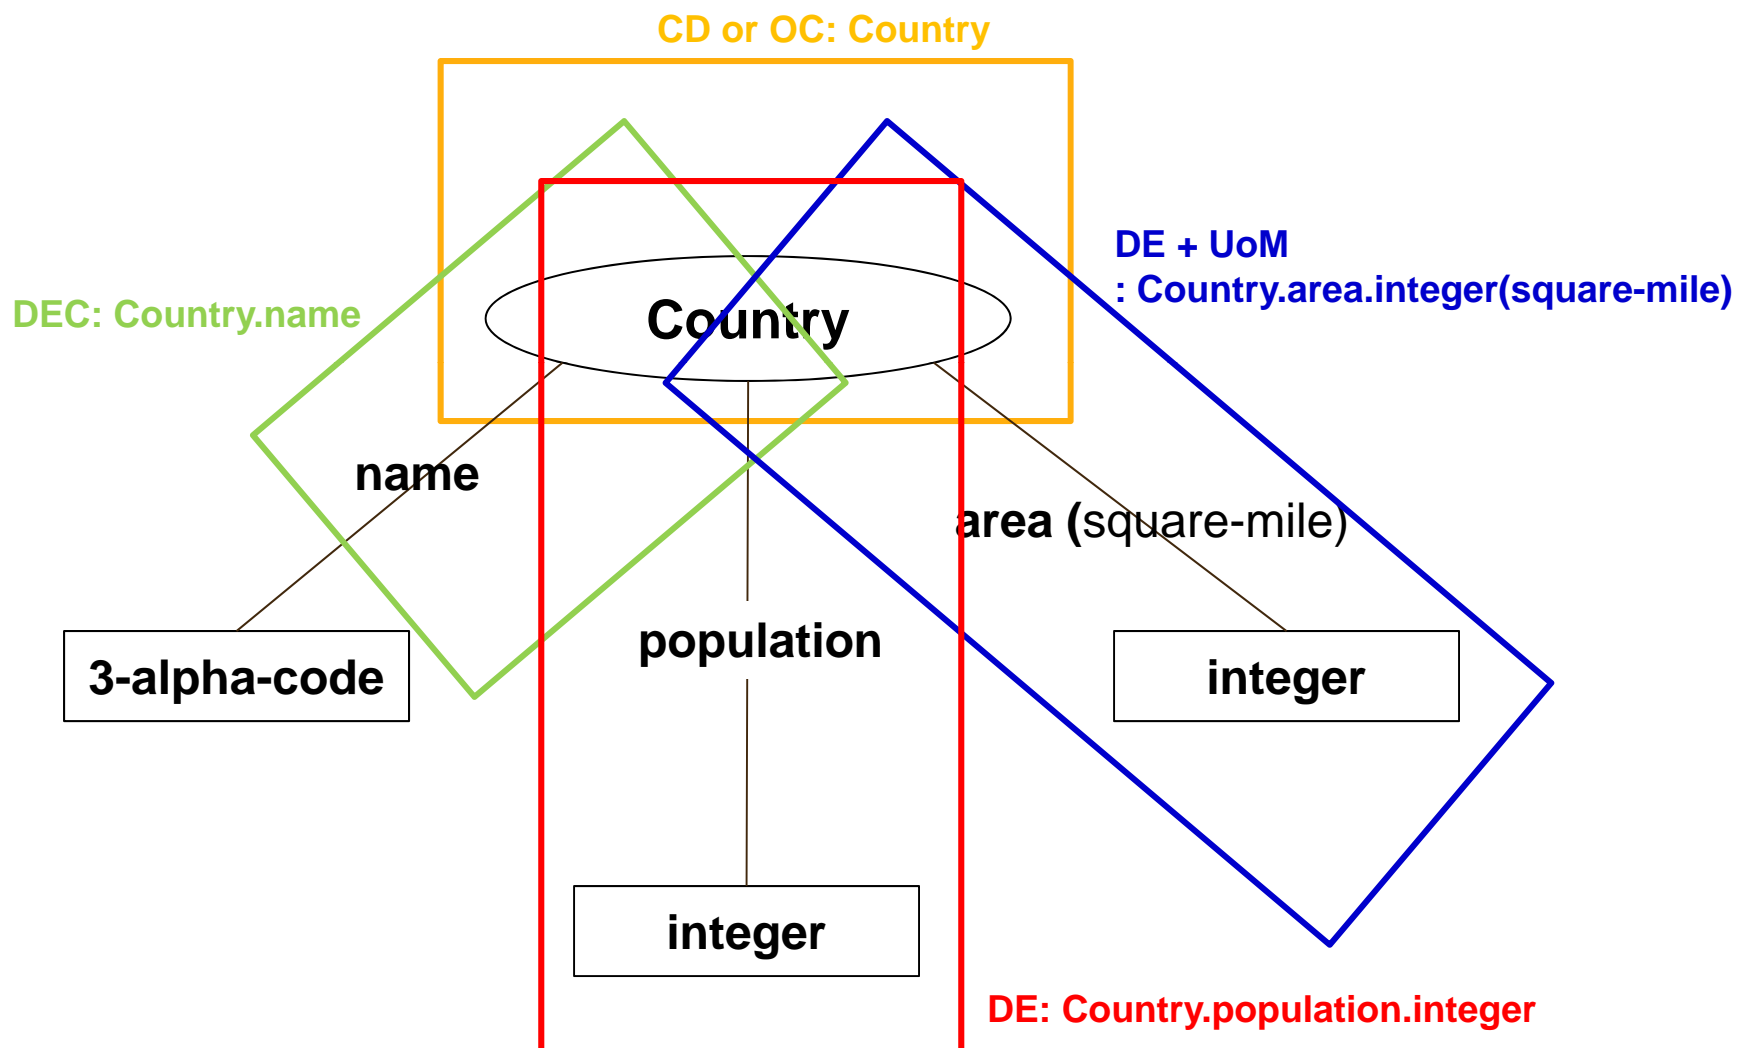 CD or OC: Country
DE + UoM
: Country.area.integer(square-mile)
DEC: Country.name
Country
name
area (square-mile)
population
3-alpha-code
integer
integer
DE: Country.population.integer